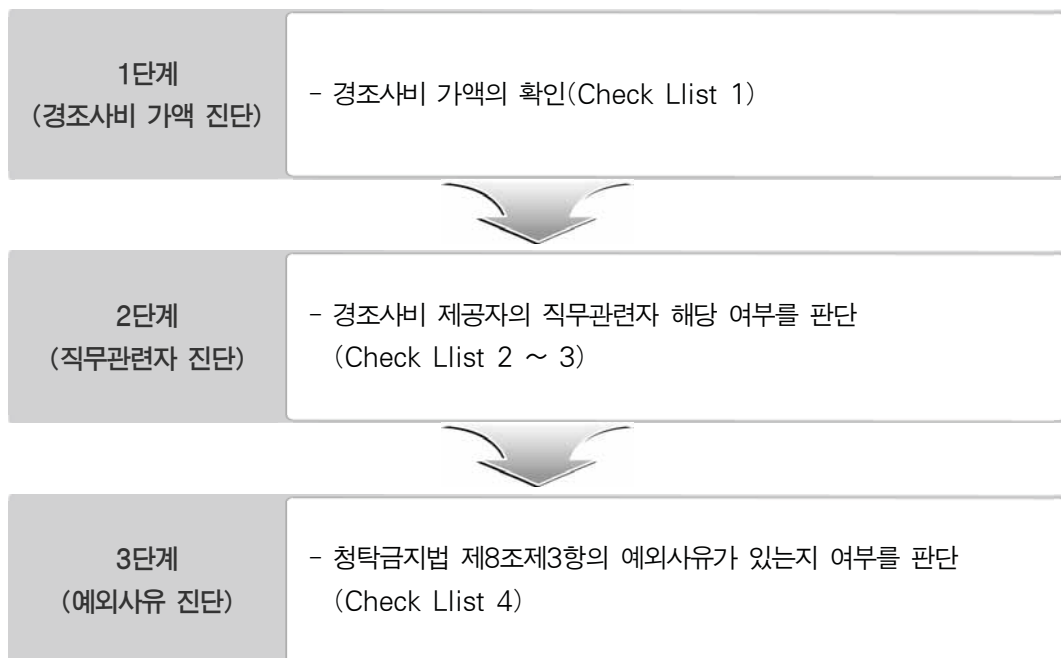 1단계
(경조사비 가액 진단)
- 경조사비 가액의 확인(Check Llist 1)
2단계
(직무관련자 진단)
- 경조사비 제공자의 직무관련자 해당 여부를 판단
(Check Llist 2 ~ 3)
3단계
(예외사유 진단)
- 청탁금지법 제8조제3항의 예외사유가 있는지 여부를 판단
(Check Llist 4)